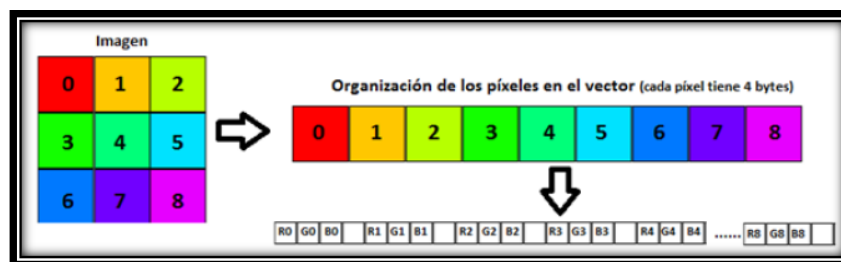 Imagen
0 1 2
3 4 5
6 7 8
Organización de los píxeles en el vector (cada píxel tiene 4 bytes)
0 1 2 3 4 5 6 7 8
R0 G0 B0 R1 G1 B1 R2 G2 B2 R3 G3 B3 R4 G4 B4 ...... R8 G8 B8